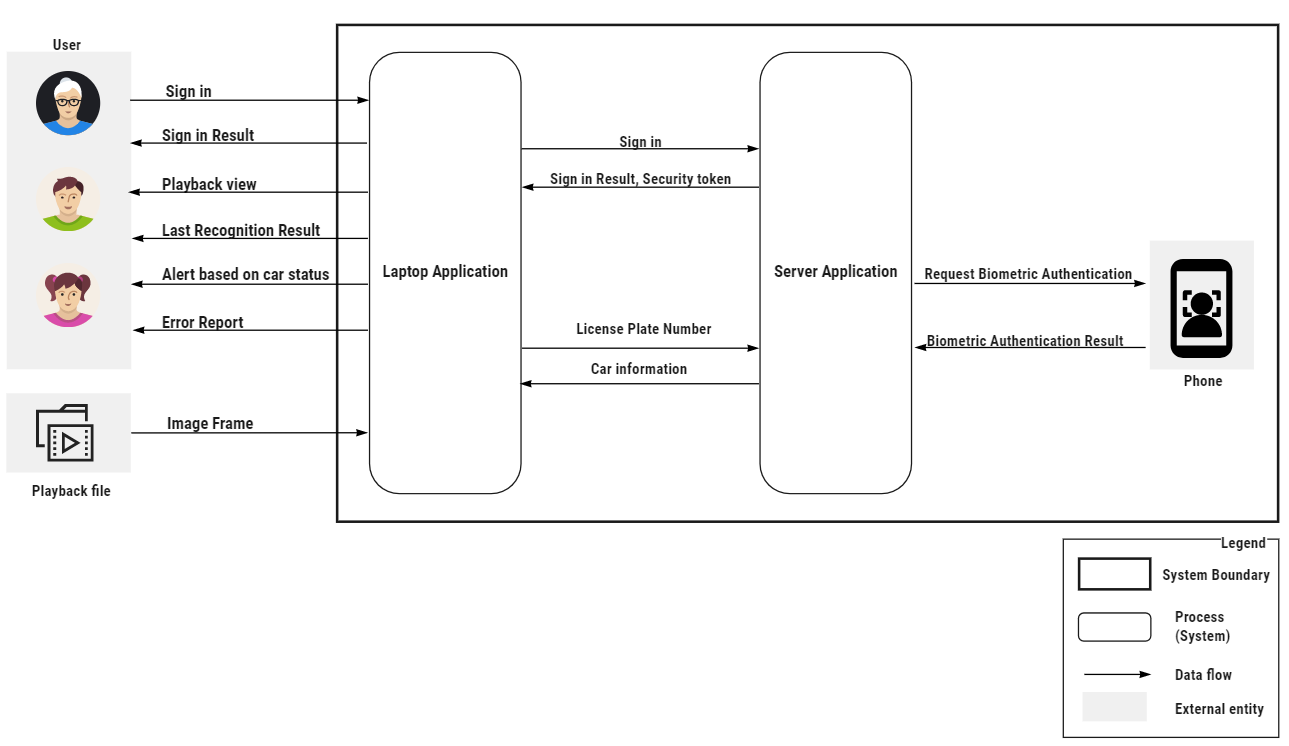 User
Sign in
Sign in Result
Playback view
Last Recognition Result
Alert based on car status
Error Report
Image Frame
Playback file
Laptop Application
Sign in
Sign in Result, Security token
License Plate Number
Car information
Server Application
Request Biometric Authentication
Biometric Authentication Result
Phone
Legend
System Boundary
Process
(System)
Data flow
External entity